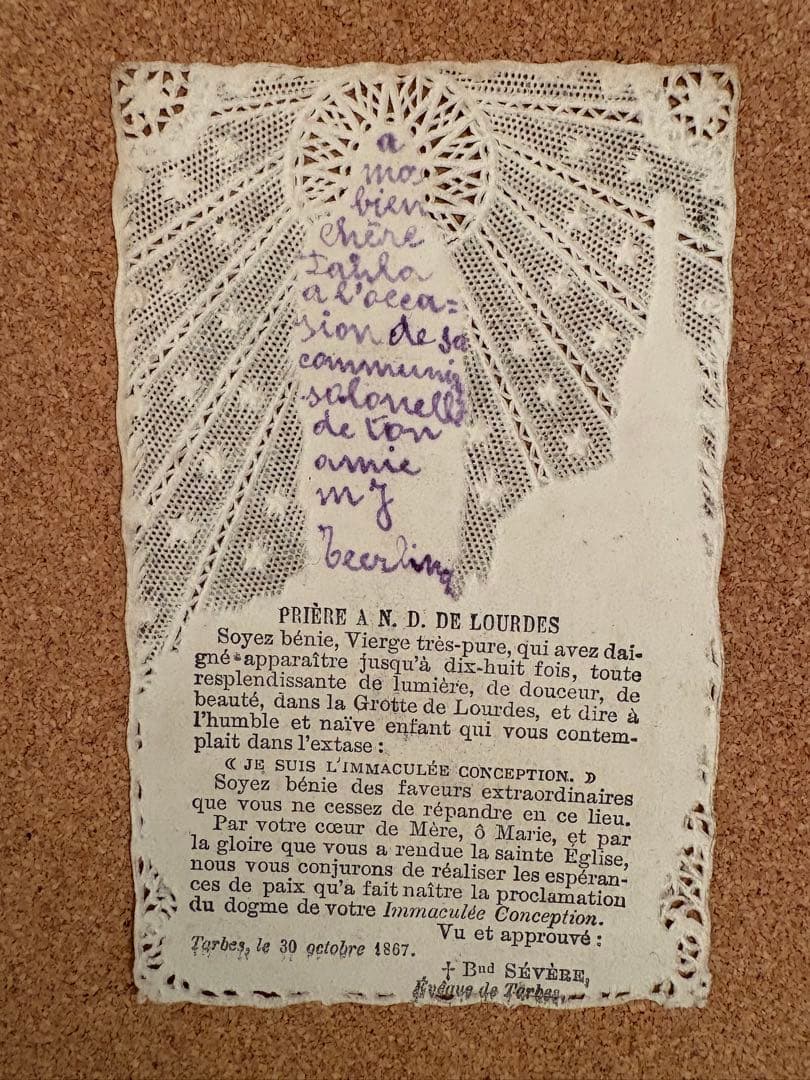 a
ma
bien
chère
à l'occa=
sion de sa
communi
salonelle
de ton
amie
m J
PRIÈRE A N. D. DE LOURDES
Soyez bénie, Vierge très-pure, qui avez dai-
gné apparaître jusqu'à dix-huit fois, toute
resplendissante de lumière, de douceur, de
beauté, dans la Grotte de Lourdes, et dire à
l'humble et naïve enfant qui vous contem-
plait dans l'extase :
« JE SUIS L'IMMACULÉE CONCEPTION. »
Soyez bénie des faveurs extraordinaires
que vous ne cessez de répandre en ce lieu.
Par votre cœur de Mère, ô Marie, et par
la gloire que vous a rendue la sainte Église,
nous vous conjurons de réaliser les espéran-
ces de paix qu'a fait naître la proclamation
du dogme de votre Immaculée Conception.
Vu et approuvé :
Tarbes, le 30 octobre 1867.
† Bnd SÉVÈRE,
Évêque de Tarbes.